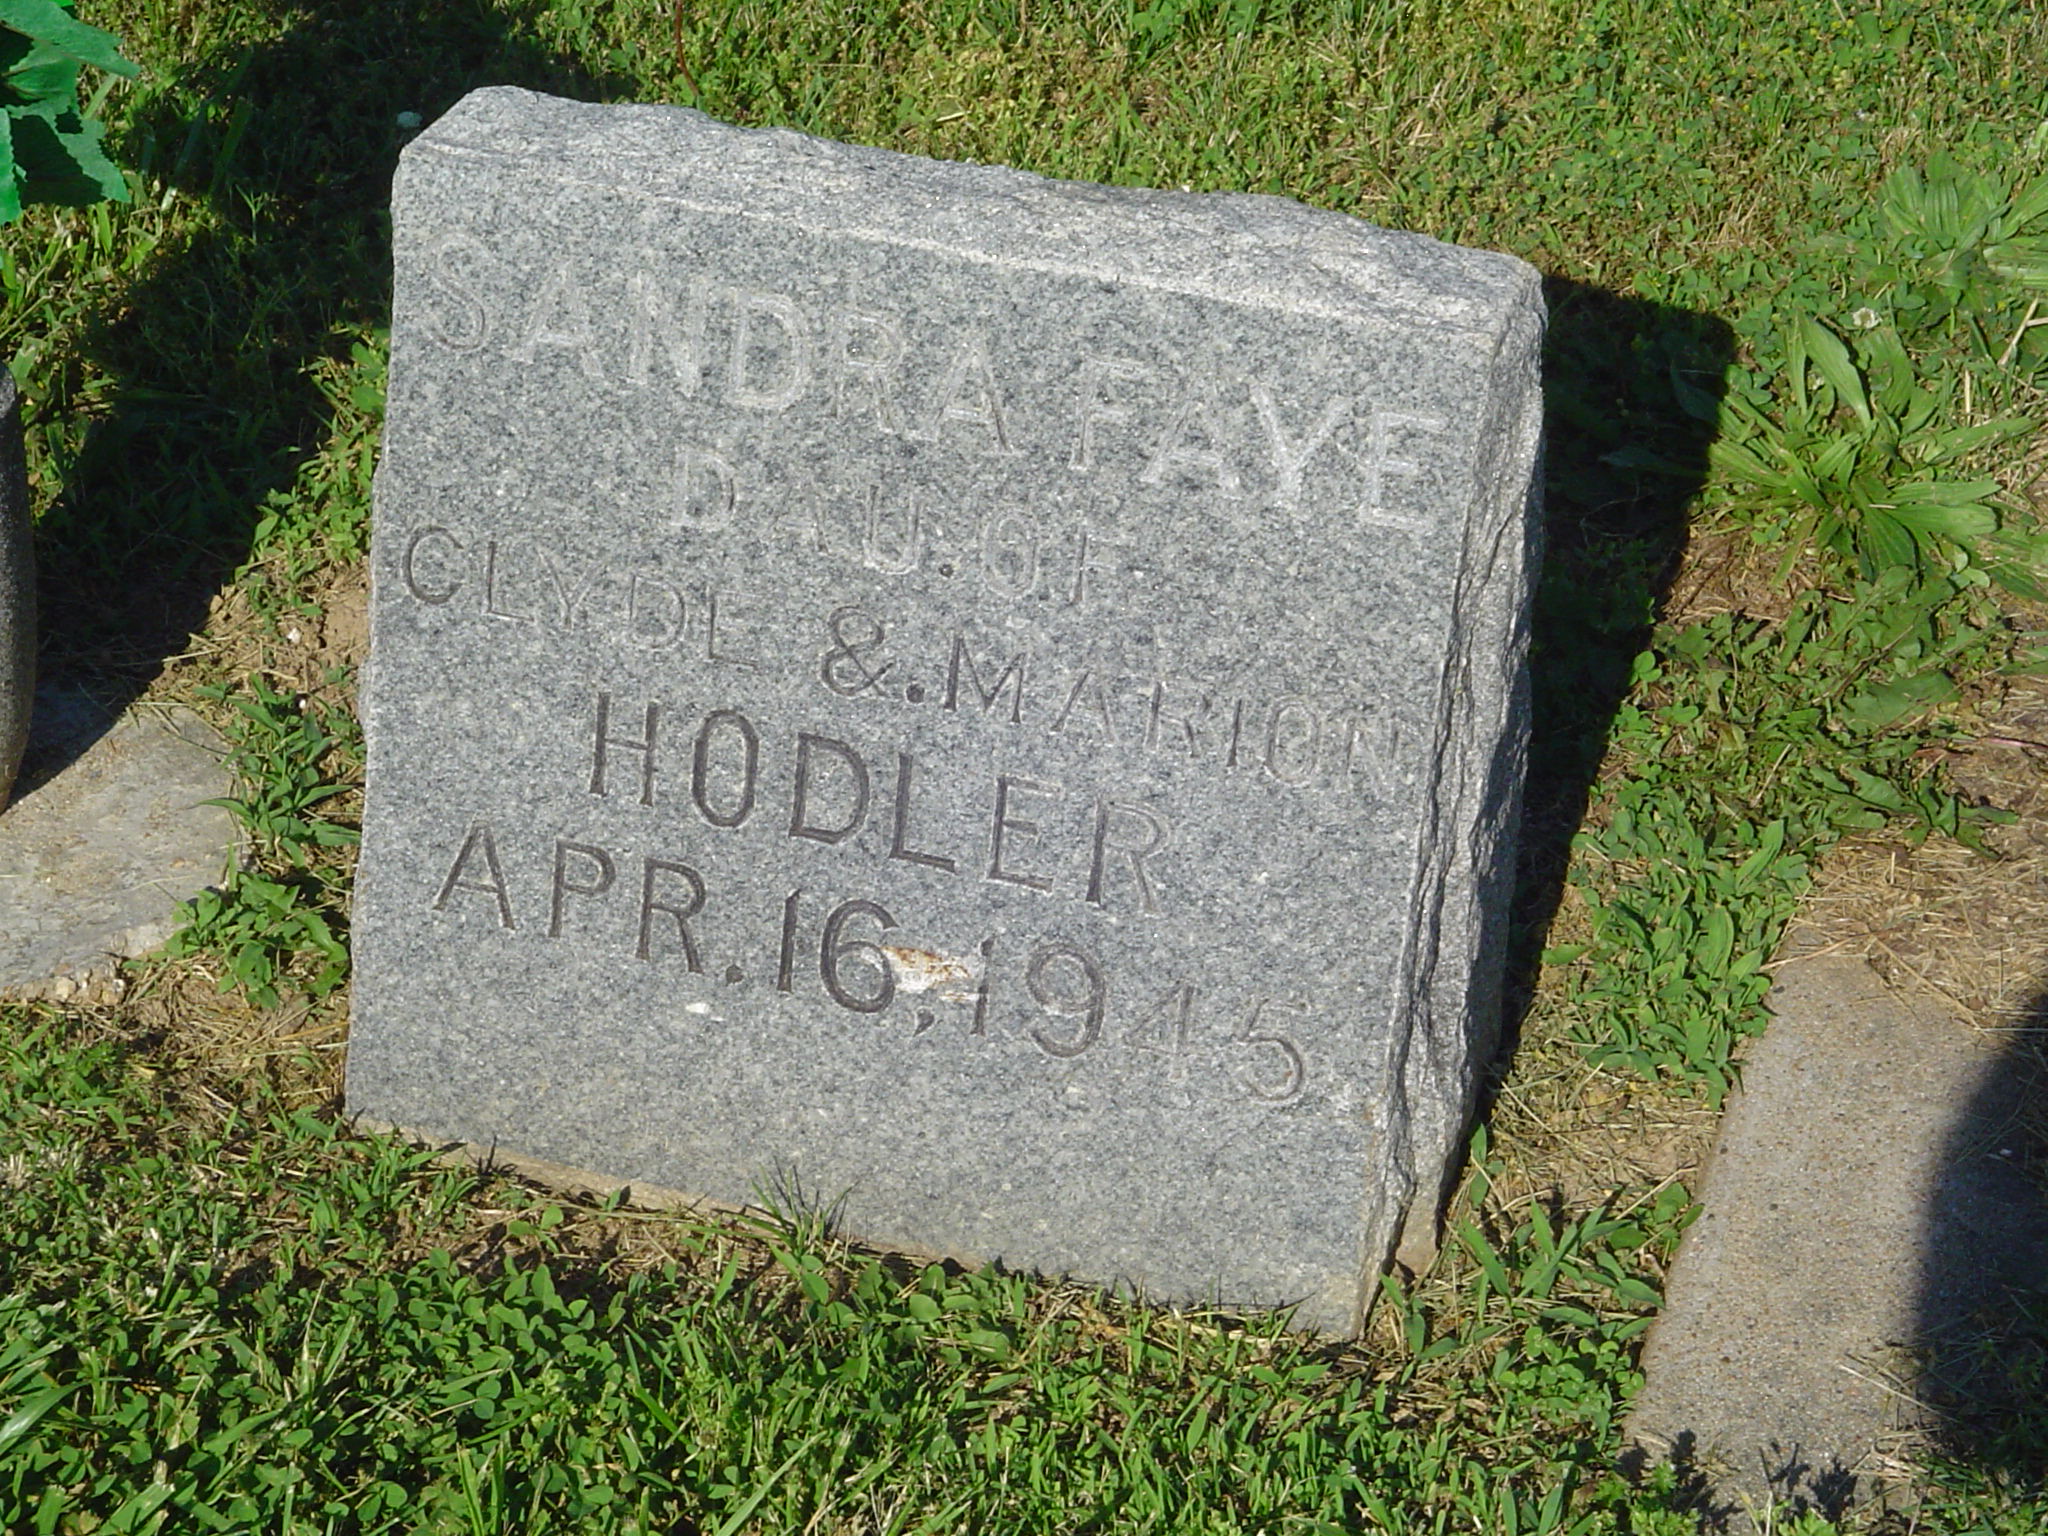 SANDRA FAYE
DAU. OF
CLYDE &. MARION
HODLER
APR. 16, 1945